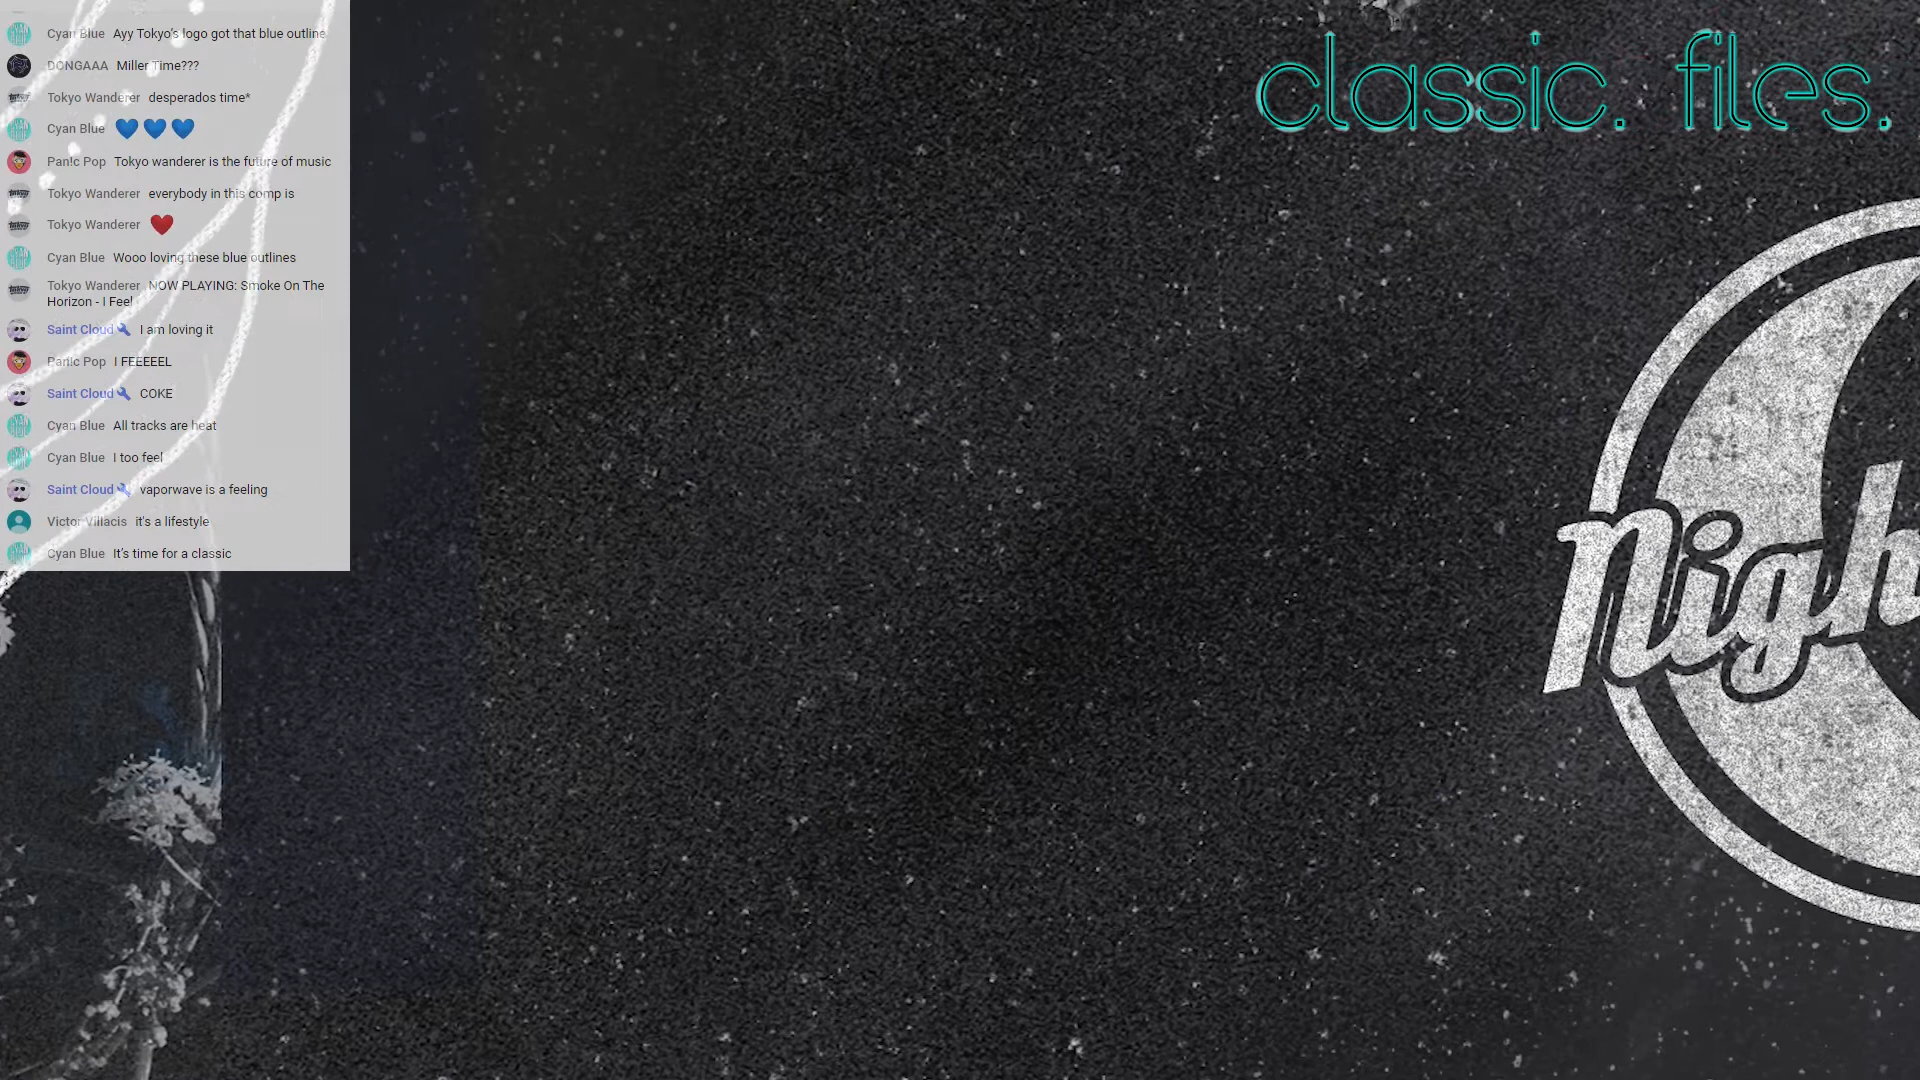 Cyan Blue Ayy Tokyo's logo got that blue outline
DONGAAA Miller Time???
Tokyo Wanderer desperados time*
Cyan Blue 💙 💙 💙
Pan!c Pop Tokyo wanderer is the future of music
Tokyo Wanderer everybody in this comp is
Tokyo Wanderer ❤️
Cyan Blue Wooo loving these blue outlines
Tokyo Wanderer NOW PLAYING: Smoke On The
Horizon - I Feel
Saint Cloud I am loving it
Pan!c Pop I FEEEEEL
Saint Cloud COKE
Cyan Blue All tracks are heat
Cyan Blue I too feel
Saint Cloud vaporwave is a feeling
Victor Villacis it's a lifestyle
Cyan Blue It's time for a classic
classic. files.
Nigh